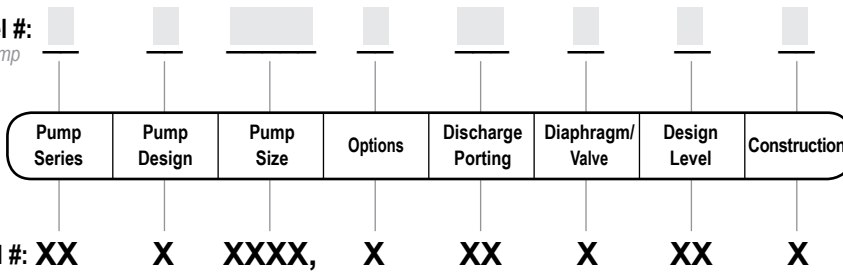 l #:
mp
Pump Series Pump Design Pump Size Options Discharge Porting Diaphragm/ Valve Design Level Construction
l #: XX X XXXX, X XX X XX X